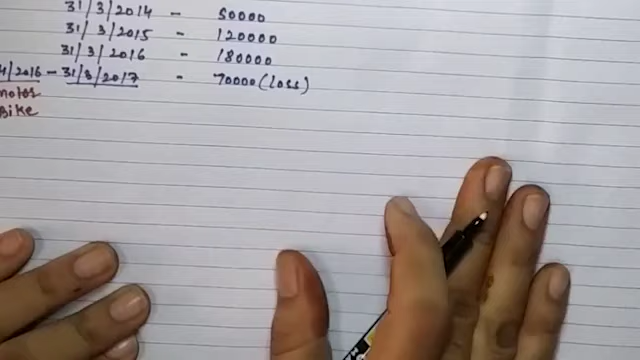 31/3/2014 - 50000
31/3/2015 - 120000
31/3/2016 - 180000
4/2016 - 31/3/2017 - 70000 (loss)
motor
Bike